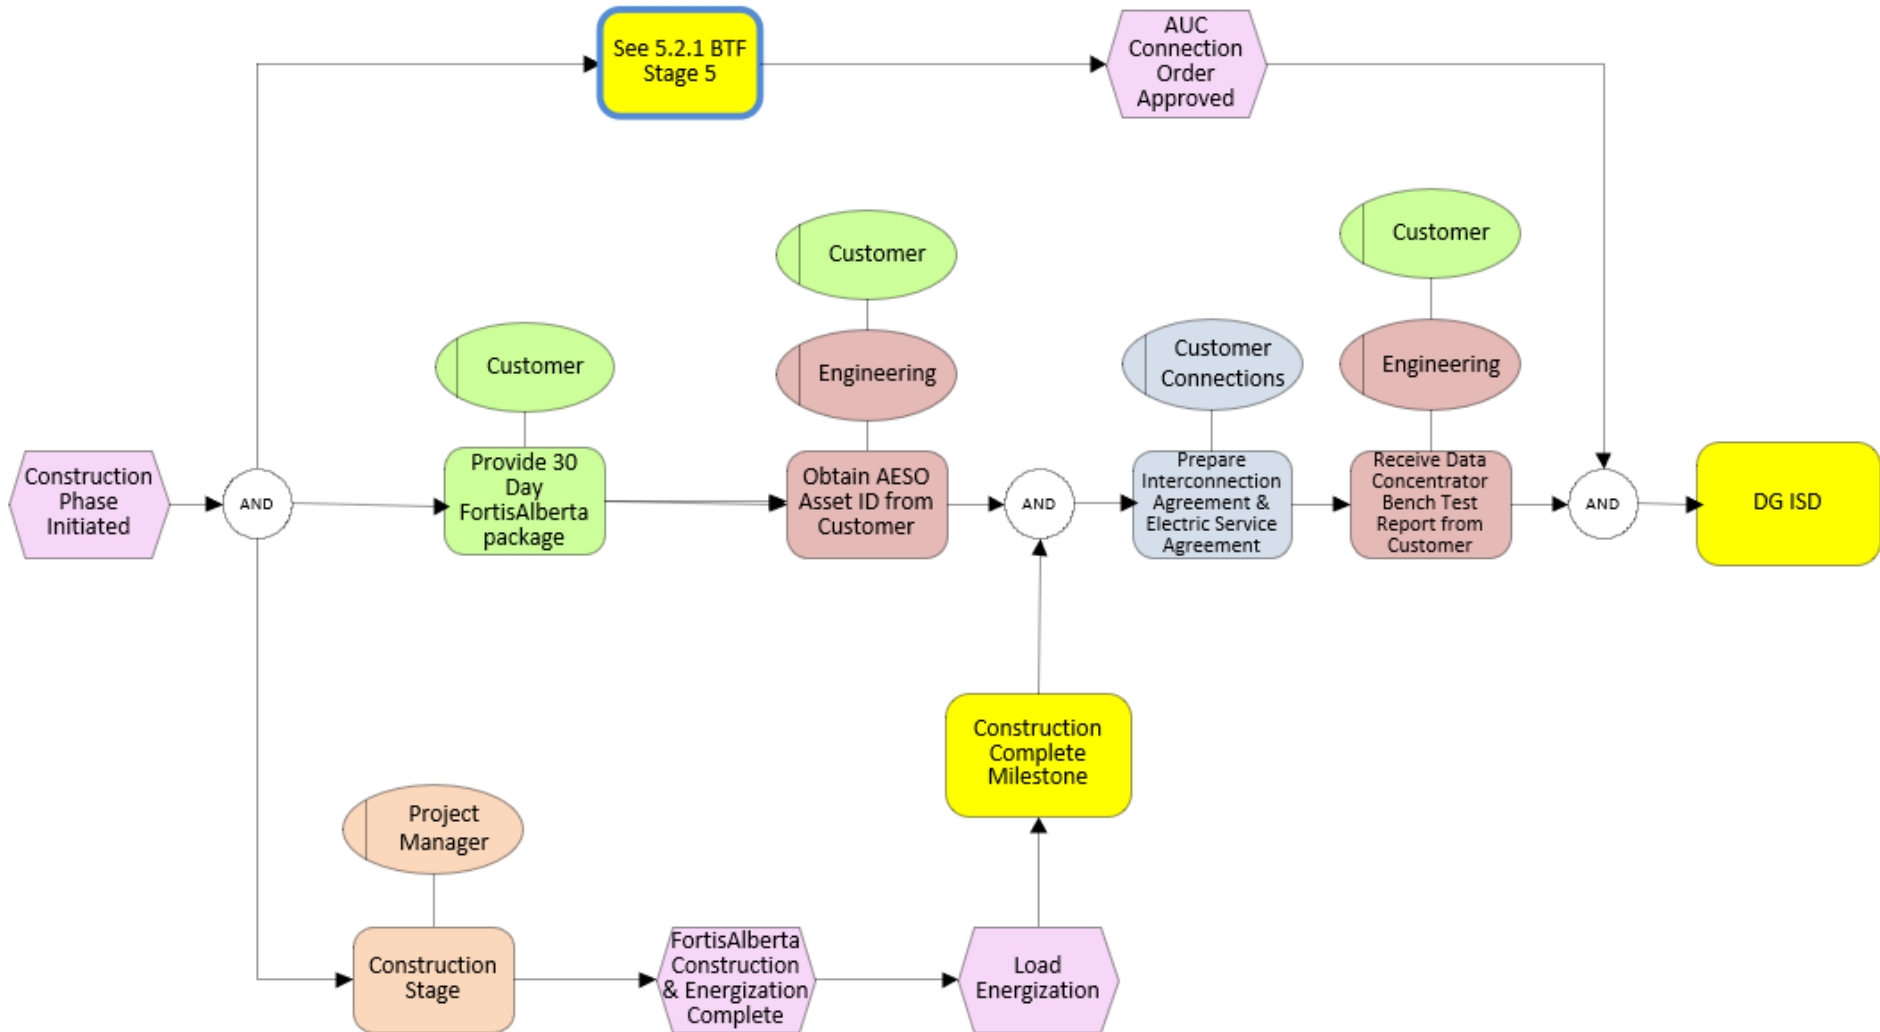 See 5.2.1 BTF
Stage 5
AUC
Connection
Order
Approved
Customer
Customer
Customer
Engineering
Customer
Connections
Engineering
Construction
Phase
Initiated
AND
Provide 30
Day
FortisAlberta
package
Obtain AESO
Asset ID from
Customer
AND
Prepare
Interconnection
Agreement &
Electric Service
Agreement
Receive Data
Concentrator
Bench Test
Report from
Customer
AND
DG ISD
Construction
Complete
Milestone
Project
Manager
Construction
Stage
FortisAlberta
Construction
& Energization
Complete
Load
Energization